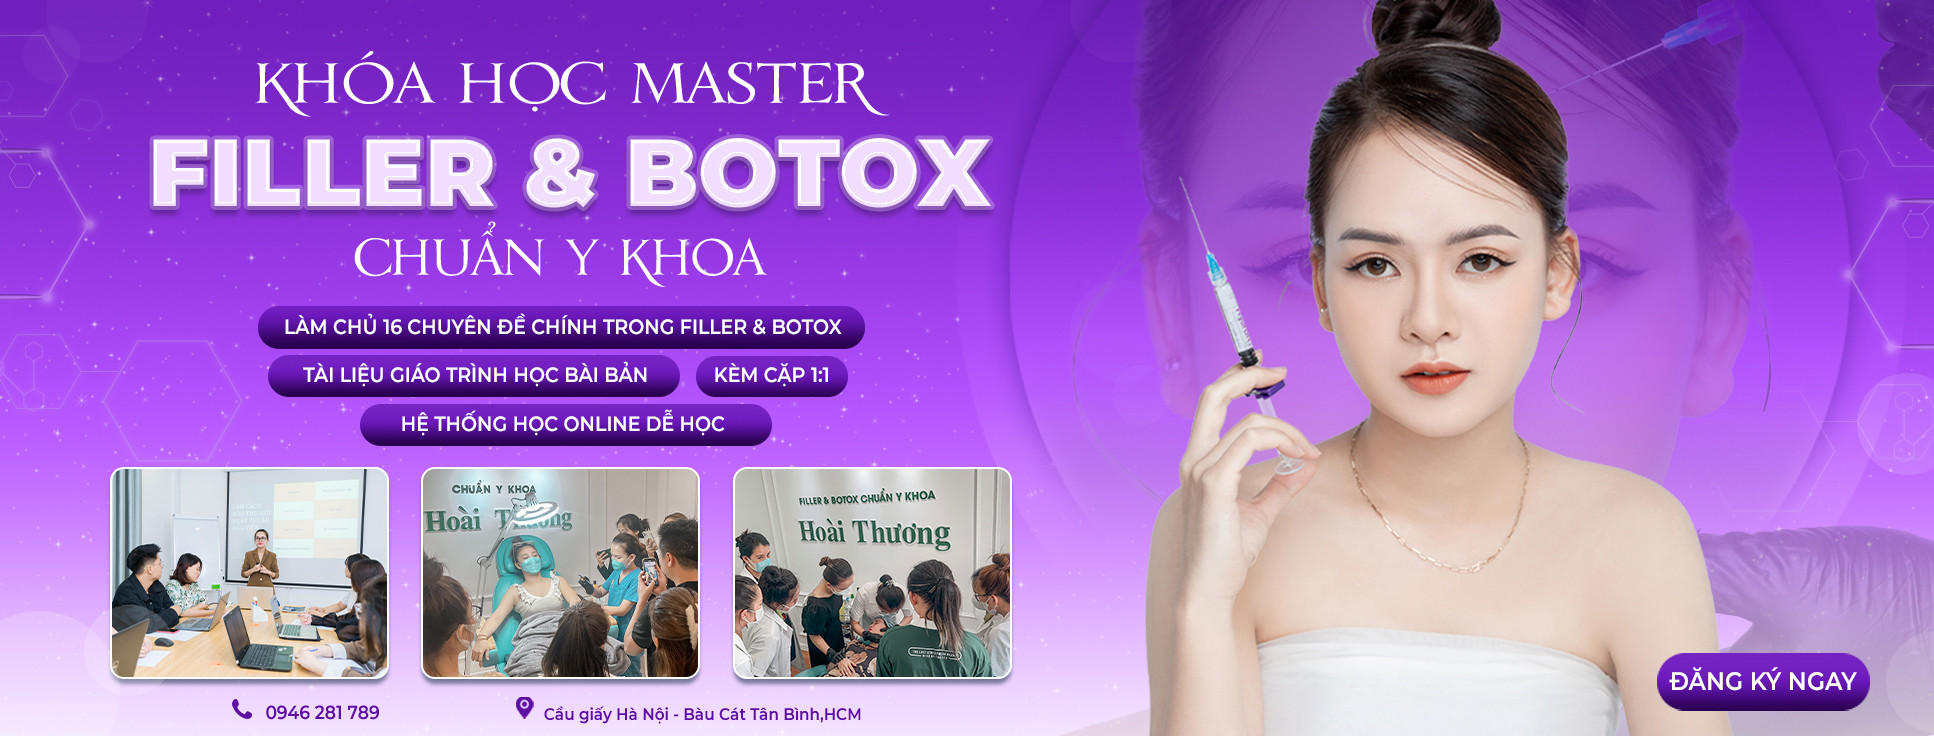 KHÓA HỌC MASTER
FILLER & BOTOX
CHUẨN Y KHOA
LÀM CHỦ 16 CHUYÊN ĐỀ CHÍNH TRONG FILLER & BOTOX
TÀI LIỆU GIÁO TRÌNH HỌC BÀI BẢN
KÈM CẶP 1:1
HỆ THỐNG HỌC ONLINE DỄ HỌC
CHUẨN Y KHOA
Hoài Thương
FILLER & BOTOX CHUẨN Y KHOA
Hoài Thương
0946 281 789
Cầu giấy Hà Nội - Bàu Cát Tân Bình,HCM
ĐĂNG KÝ NGAY